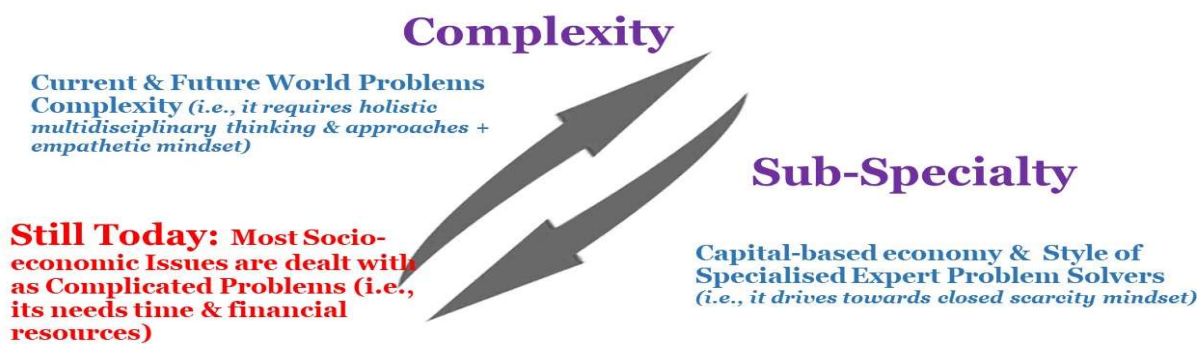 Complexity
Current & Future World Problems
Complexity (i.e., it requires holistic
multidisciplinary thinking & approaches +
empathetic mindset)
Sub-Specialty
Still Today: Most Socio-
economic Issues are dealt with
as Complicated Problems (i.e.,
its needs time & financial
resources)
Capital-based economy & Style of
Specialised Expert Problem Solvers
(i.e., it drives towards closed scarcity mindset)